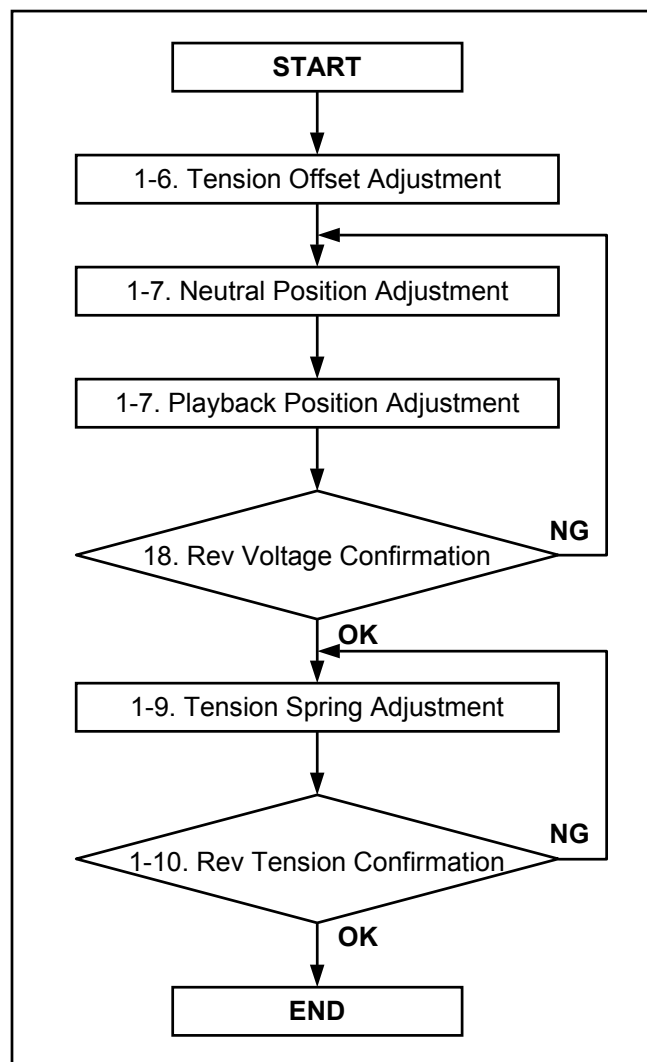 START
1-6. Tension Offset Adjustment
1-7. Neutral Position Adjustment
1-7. Playback Position Adjustment
18. Rev Voltage Confirmation
NG
OK
1-9. Tension Spring Adjustment
1-10. Rev Tension Confirmation
NG
OK
END